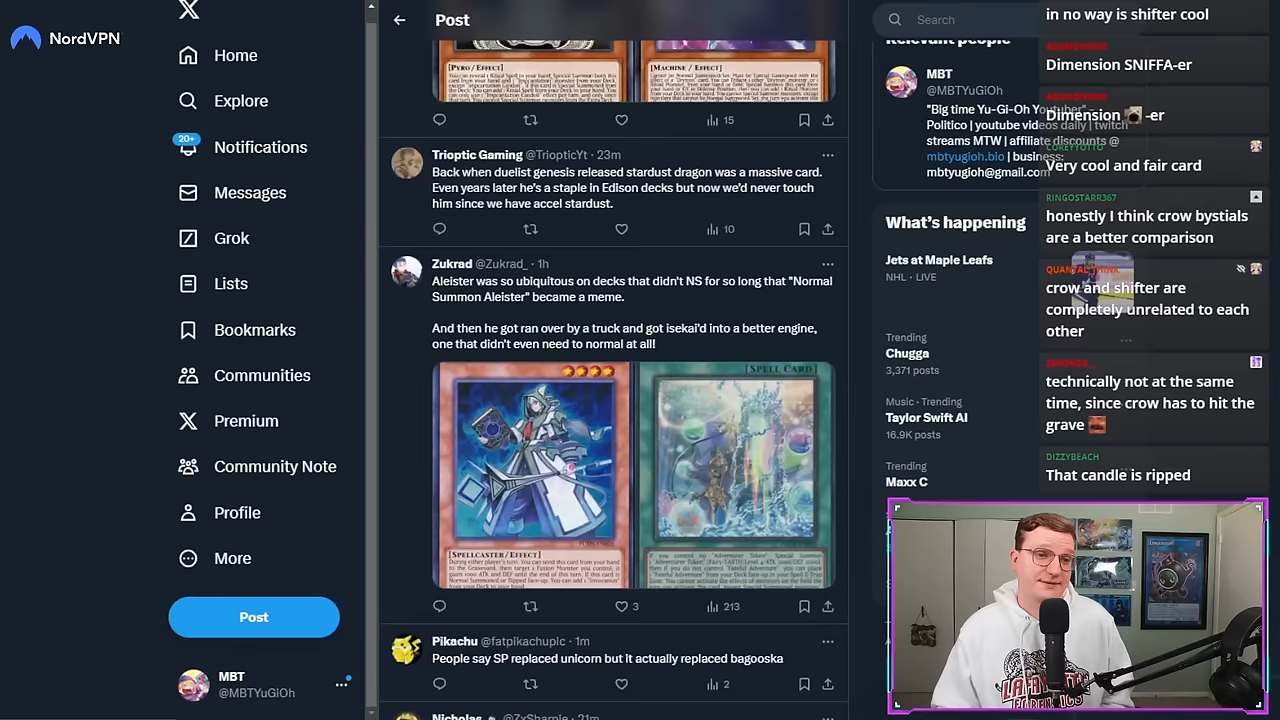 NordVPN
Home
Explore
20+
Notifications
Messages
Grok
Lists
Bookmarks
Communities
Premium
Community Note
Profile
More
Post
MBT
@MBTYuGiOh
Post
[PYRO / EFFECT]
[MACHINE / EFFECT]
15
Trioptic Gaming @TriopticYt · 23m
Back when duelist genesis released stardust dragon was a massive card.
Even years later he's a staple in Edison decks but now we'd never touch
him since we have accel stardust.
10
Zukrad @Zukrad_ · 1h
Aleister was so ubiquitous on decks that didn't NS for so long that "Normal
Summon Aleister" became a meme.
And then he got ran over by a truck and got isekai'd into a better engine,
one that didn't even need to normal at all!
[SPELL CARD]
[SPELLCASTER/EFFECT]
3
213
Pikachu @fatpikachupic · 1m
People say SP replaced unicorn but it actually replaced bagooska
2
Nicholas @ZySharpie · 21m
Search
Relevant people
MBT
@MBTYuGiOh
"Big time Yu-Gi-Oh Youtuber" –
Politico | youtube videos daily | twitch
streams MTW | affiliate discounts @
mbtyugioh.bio | business:
mbtyugioh@gmail.com
What's happening
Jets at Maple Leafs
NHL · LIVE
Trending
Chugga
3,371 posts
Music · Trending
Taylor Swift AI
16.9K posts
Trending
Maxx C
in no way is shifter cool
Dimension SNIFFA-er
Dimension -er
COREYYOTTO
Very cool and fair card
RINGOSTARR367
honestly I think crow bystials
are a better comparison
QUANTAL THINK
crow and shifter are
completely unrelated to each
other
technically not at the same
time, since crow has to hit the
grave
DIZZYBEACH
That candle is ripped